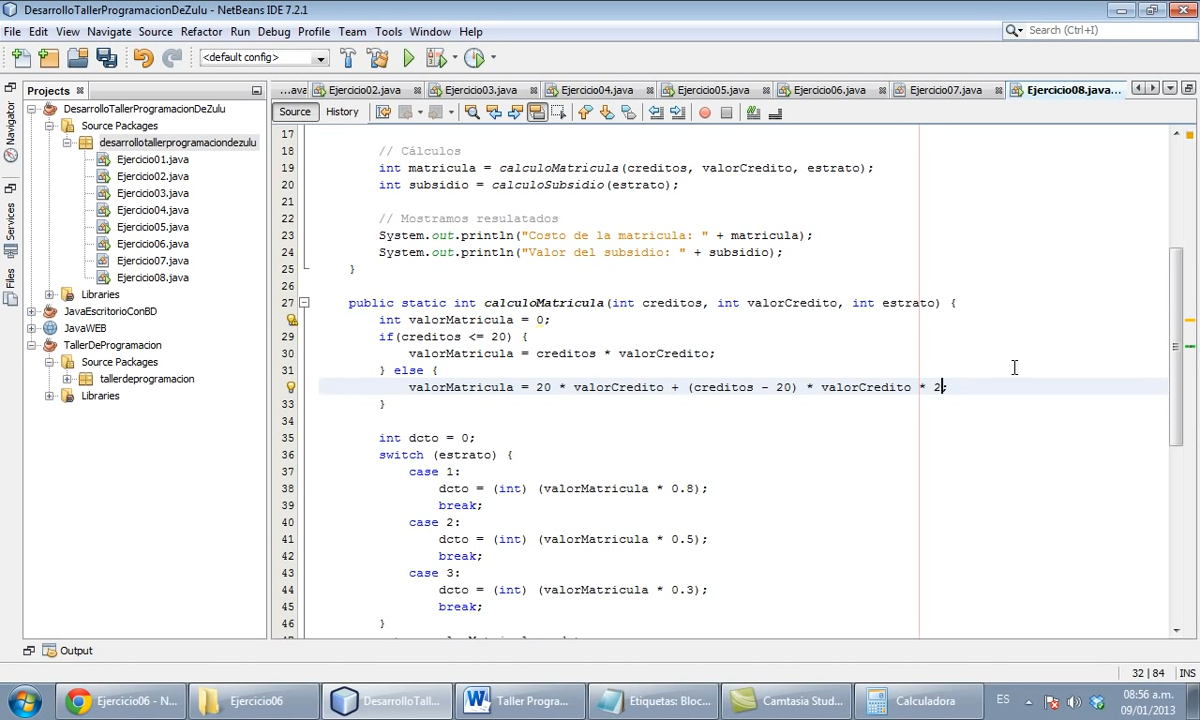 DesarrolloTallerProgramacionDeZulu - NetBeans IDE 7.2.1
File Edit View Navigate Source Refactor Run Debug Profile Team Tools Window Help
Search (Ctrl+I)
<default config>
Projects
...ava Ejercicio02.java Ejercicio03.java Ejercicio04.java Ejercicio05.java Ejercicio06.java Ejercicio07.java Ejercicio08.java...
Source History
Navigator
Services
Files
DesarrolloTallerProgramacionDeZulu
Source Packages
desarrollotallerprogramaciondezulu
Ejercicio01.java
Ejercicio02.java
Ejercicio03.java
Ejercicio04.java
Ejercicio05.java
Ejercicio06.java
Ejercicio07.java
Ejercicio08.java
Libraries
JavaEscritorioConBD
JavaWEB
TallerDeProgramacion
Source Packages
tallerdeprogramacion
Libraries
17
18 // Cálculos
19 int matricula = calculoMatricula(creditos, valorCredito, estrato);
20 int subsidio = calculoSubsidio(estrato);
21
22 // Mostramos resulatados
23 System.out.println("Costo de la matricula: " + matricula);
24 System.out.println("Valor del subsidio: " + subsidio);
25 }
26
27 public static int calculoMatricula(int creditos, int valorCredito, int estrato) {
int valorMatricula = 0;
29 if(creditos <= 20) {
30 valorMatricula = creditos * valorCredito;
31 } else {
valorMatricula = 20 * valorCredito + (creditos - 20) * valorCredito * 2;
33 }
34
35 int dcto = 0;
36 switch (estrato) {
37 case 1:
38 dcto = (int) (valorMatricula * 0.8);
39 break;
40 case 2:
41 dcto = (int) (valorMatricula * 0.5);
42 break;
43 case 3:
44 dcto = (int) (valorMatricula * 0.3);
45 break;
46 }
Output
32 | 84 INS
Ejercicio06 - N... Ejercicio06 DesarrolloTall... Taller Progra... Etiquetas: Bloc... Camtasia Stud... Calculadora ES 08:56 a.m.
09/01/2013